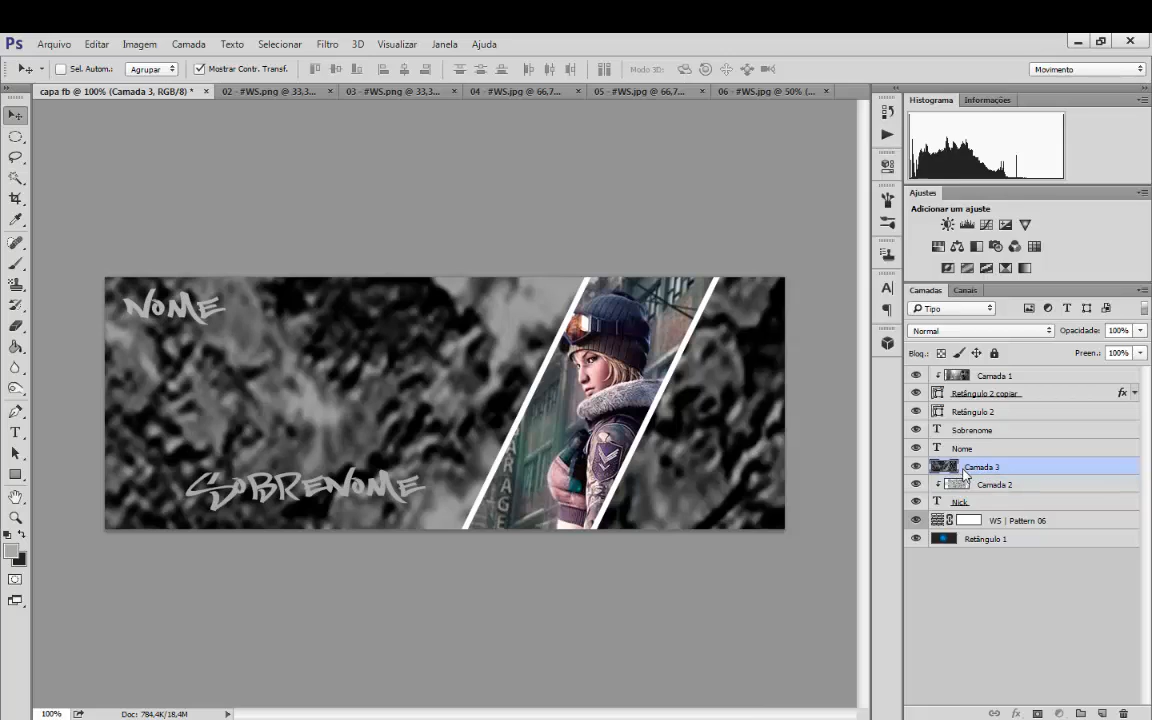 Ps Arquivo Editar Imagem Camada Texto Selecionar Filtro 3D Visualizar Janela Ajuda
Sel. Autom.: Agrupar Mostrar Contr. Transf. Modo 3D: Movimento
capa fb @ 100% (Camada 3, RGB/8) * × 02 - #WS.png @ 33,3... × 03 - #WS.png @ 33,3... × 04 - #WS.jpg @ 66,7... × 05 - #WS.jpg @ 66,7... × 06 - #WS.jpg @ 50% (... ×
Histograma Informações
Ajustes
Adicionar um ajuste
Camadas Canais
Tipo
Normal Opacidade: 100%
Bloq.: Preen.: 100%
Camada 1
Retângulo 2 copiar fx
Retângulo 2
Sobrenome
Nome
Camada 3
Camada 2
Nick
WS | Pattern 06
Retângulo 1
NOME
SOBRENOME
GARAGE
100% Doc: 784,4K/18,4M